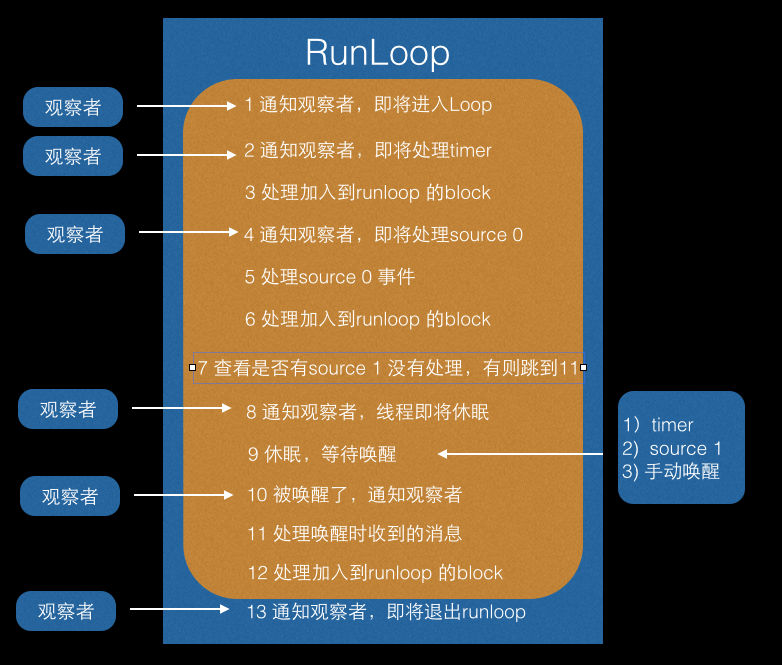 RunLoop
观察者
1 通知观察者，即将进入Loop
观察者
2 通知观察者，即将处理timer
3 处理加入到runloop 的block
观察者
4 通知观察者，即将处理source 0
5 处理source 0 事件
6 处理加入到runloop 的block
7 查看是否有source 1 没有处理，有则跳到11
观察者
8 通知观察者，线程即将休眠
9 休眠，等待唤醒
1）timer
2）source 1
3) 手动唤醒
观察者
10 被唤醒了，通知观察者
11 处理唤醒时收到的消息
12 处理加入到runloop 的block
观察者
13 通知观察者，即将退出runloop